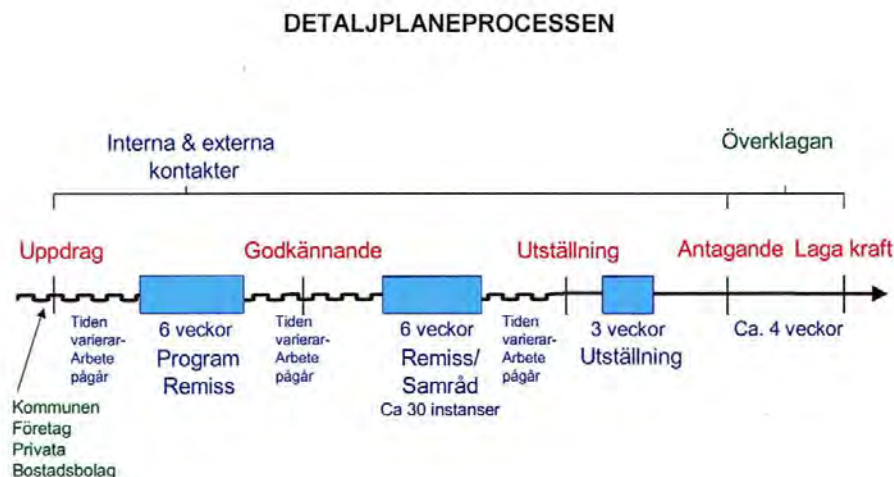 DETALJPLANEPROCESSEN
Interna & externa
kontakter
Överklagan
Uppdrag
Godkännande
Utställning
Antagande
Laga kraft
Tiden
varierar-
Arbete
pågår
6 veckor
Program
Remiss
Tiden
varierar-
Arbete
pågår
6 veckor
Remiss/
Samråd
Ca 30 instanser
Tiden
varierar-
Arbete
pågår
3 veckor
Utställning
Ca. 4 veckor
Kommunen
Företag
Privata
Bostadsbolag